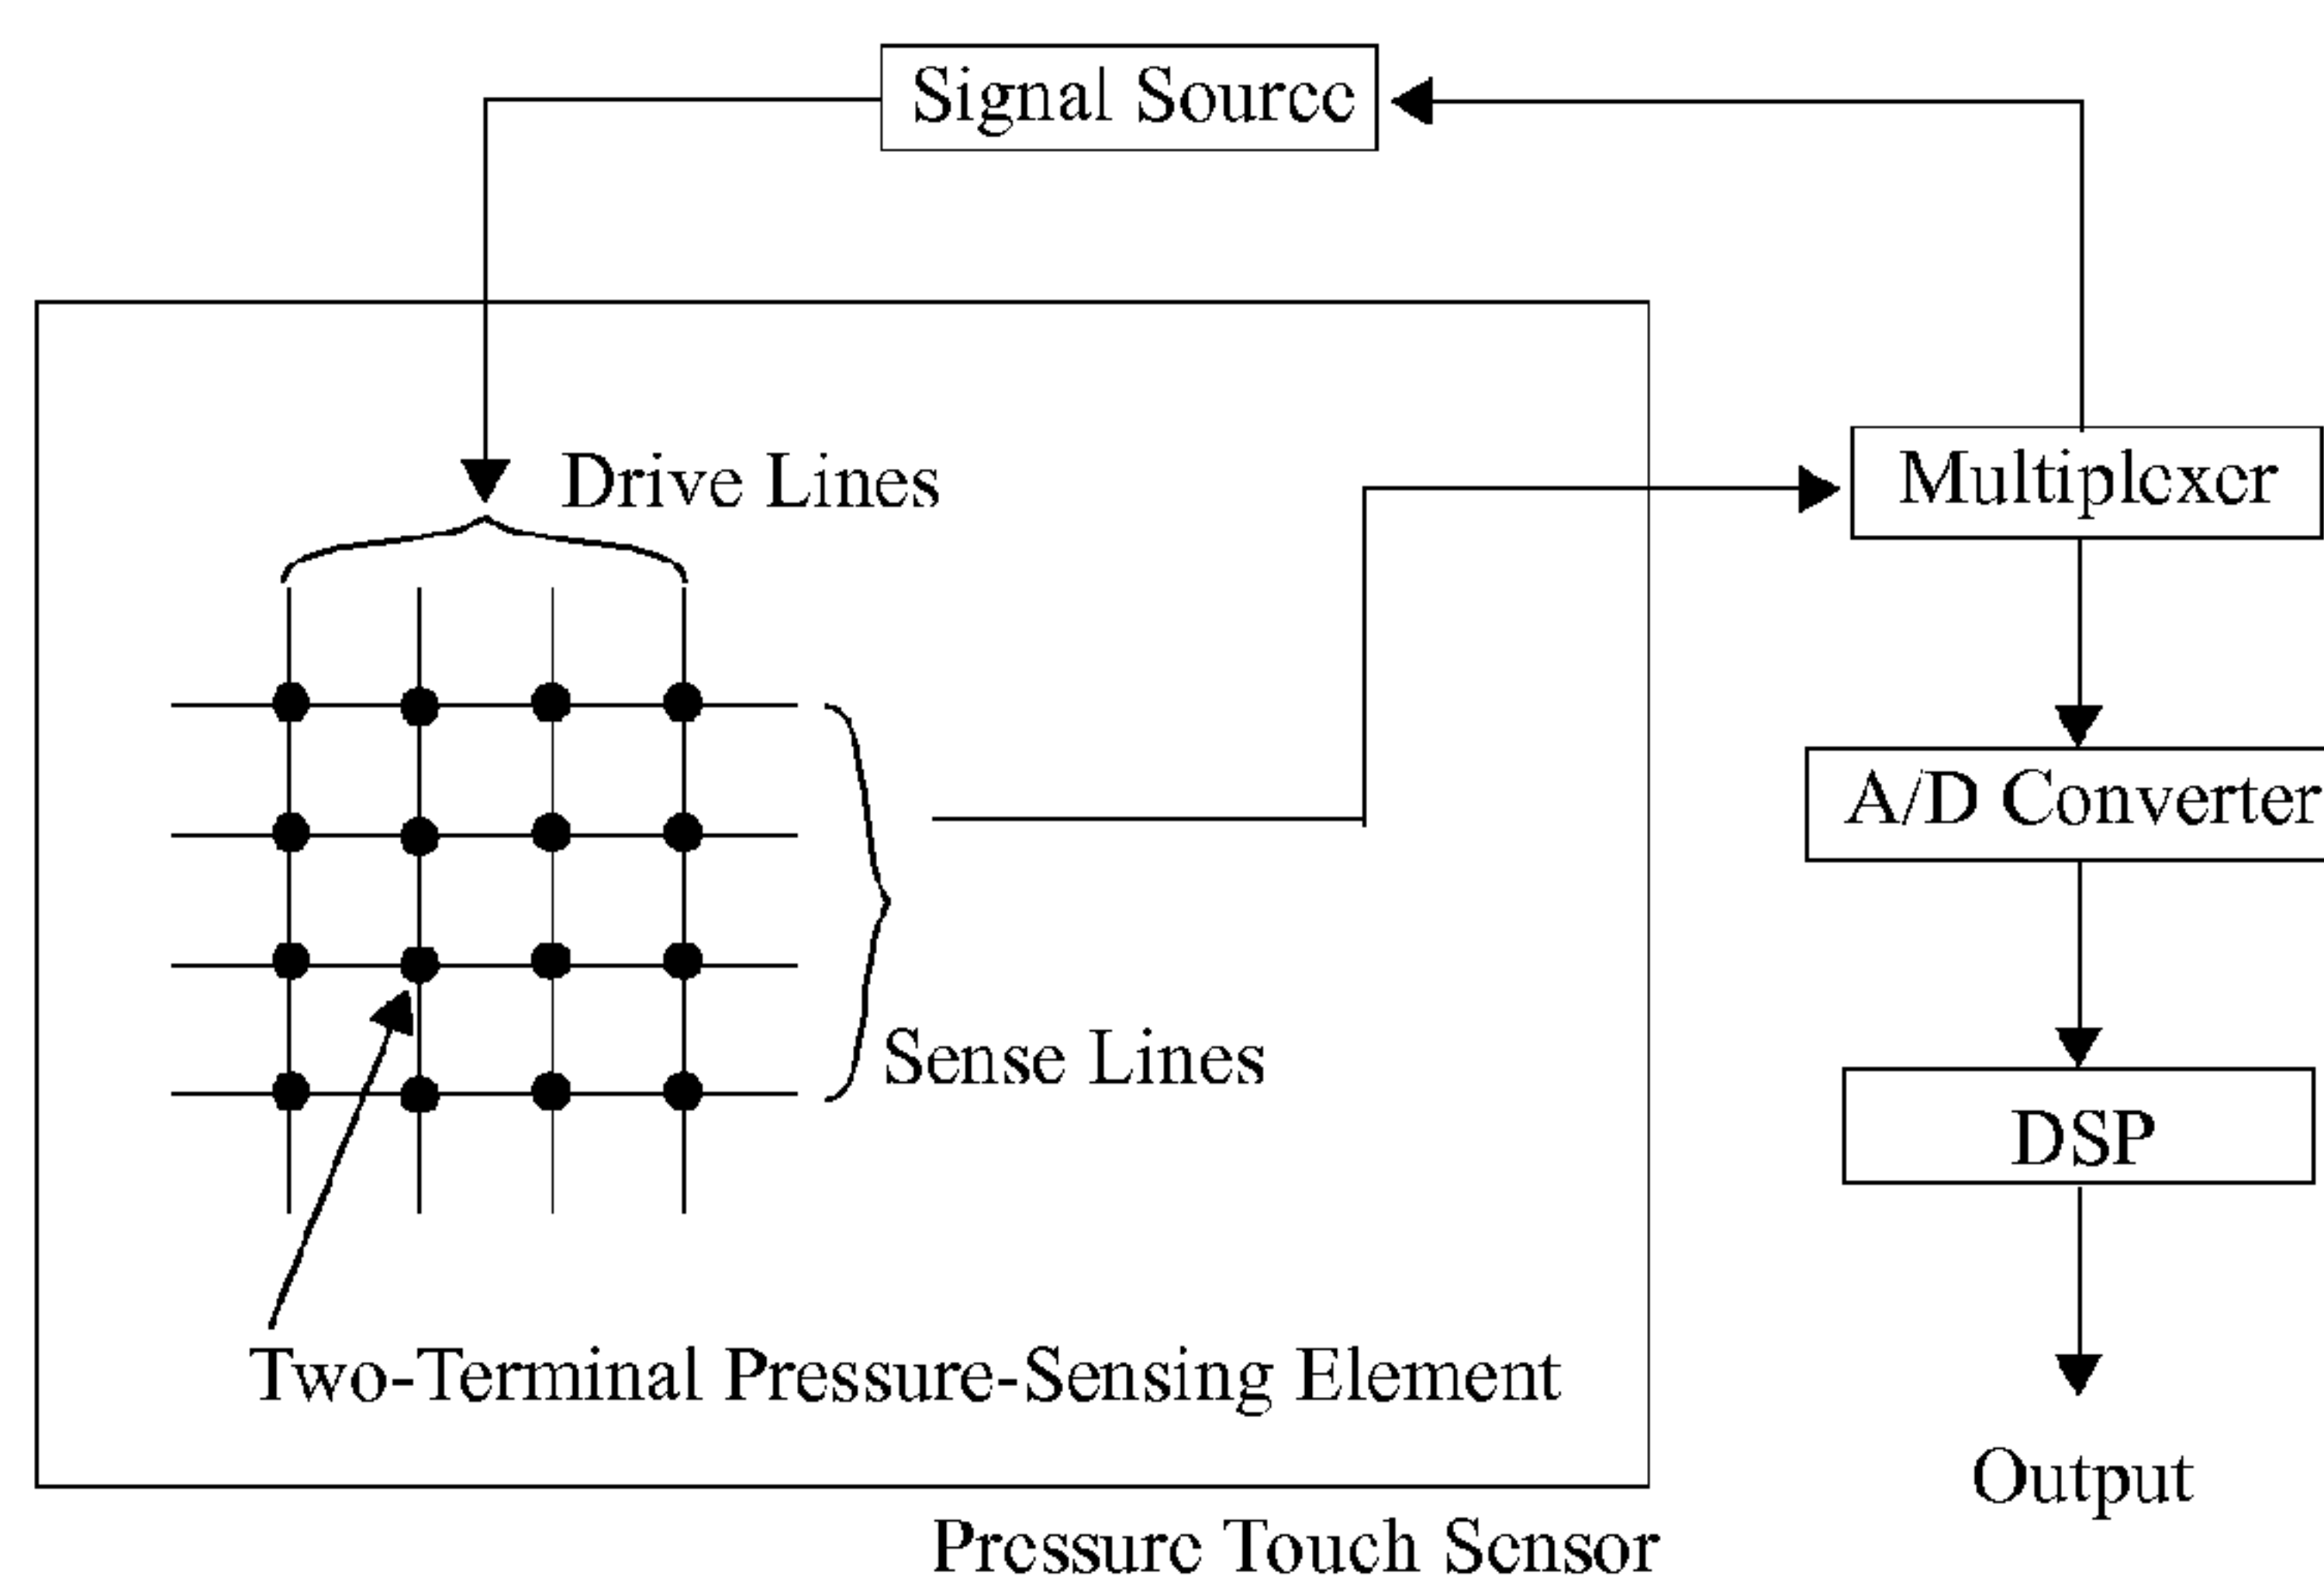 Signal Source
Drive Lines
Multiplexer
A/D Converter
Sense Lines
DSP
Two-Terminal Pressure-Sensing Element
Output
Pressure Touch Sensor